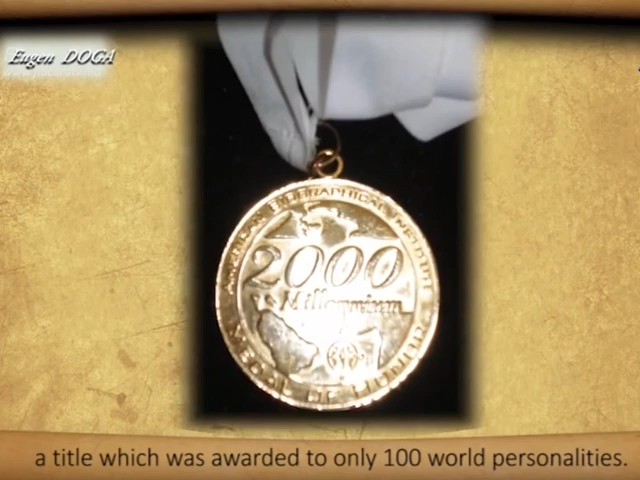 Eugen DOGA
AMERICAN BIOGRAPHICAL INSTITUTE
2000
Millennium
MEDAL OF HONOR
a title which was awarded to only 100 world personalities.